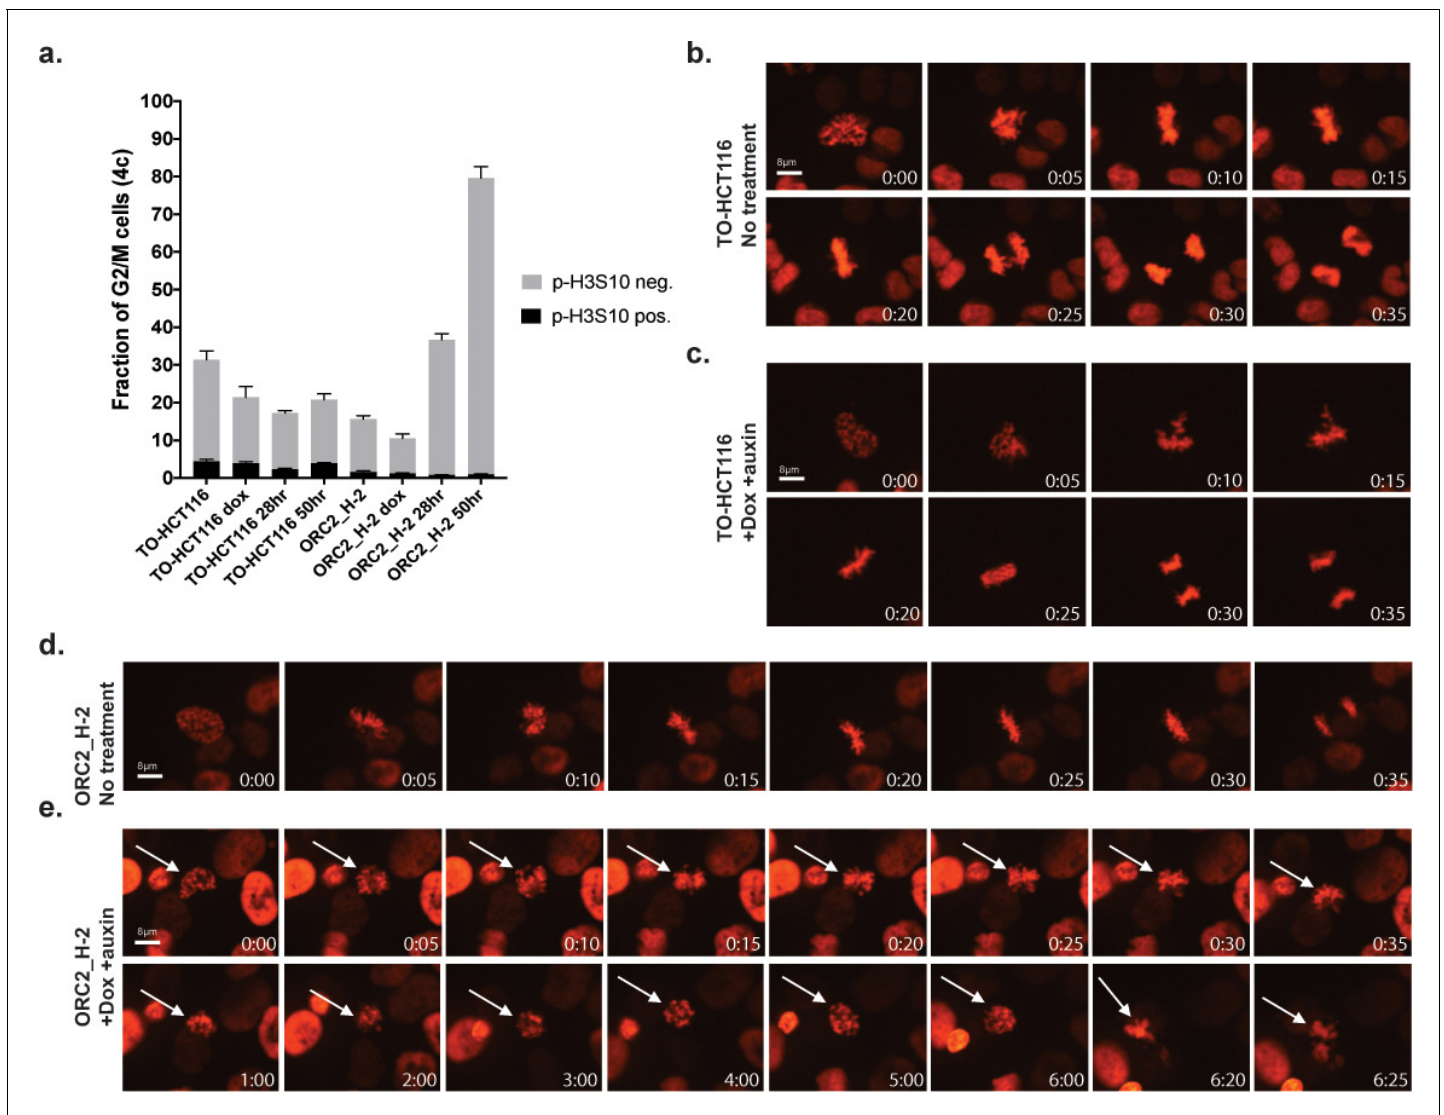 a.
Fraction of G2/M cells (4c)
100
90
80
70
60
50
40
30
20
10
0
TO-HCT116
TO-HCT116 dox
TO-HCT116 28hr
TO-HCT116 50hr
ORC2_H-2
ORC2_H-2 dox
ORC2_H-2 28hr
ORC2_H-2 50hr
p-H3S10 neg.
p-H3S10 pos.
b.
TO-HCT116
No treatment
8µm
0:00
0:05
0:10
0:15
0:20
0:25
0:30
0:35
c.
TO-HCT116
+Dox +auxin
8µm
0:00
0:05
0:10
0:15
0:20
0:25
0:30
0:35
d.
ORC2_H-2
No treatment
8µm
0:00
0:05
0:10
0:15
0:20
0:25
0:30
0:35
e.
ORC2_H-2
+Dox +auxin
8µm
0:00
0:05
0:10
0:15
0:20
0:25
0:30
0:35
1:00
2:00
3:00
4:00
5:00
6:00
6:20
6:25